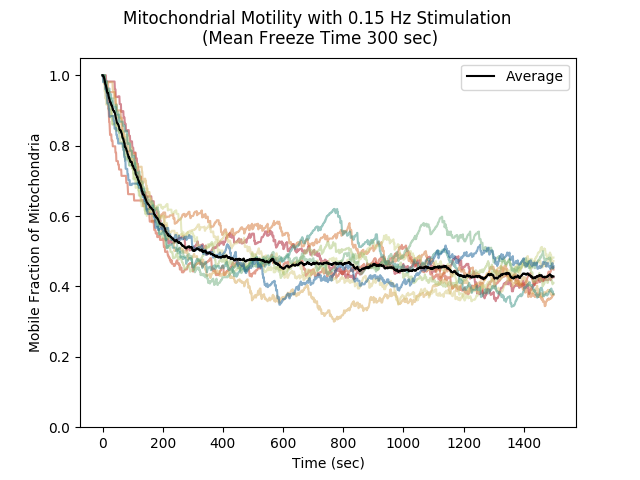 Mitochondrial Motility with 0.15 Hz Stimulation
(Mean Freeze Time 300 sec)
Average
Mobile Fraction of Mitochondria
1.0
0.8
0.6
0.4
0.2
0.0
0 200 400 600 800 1000 1200 1400
Time (sec)